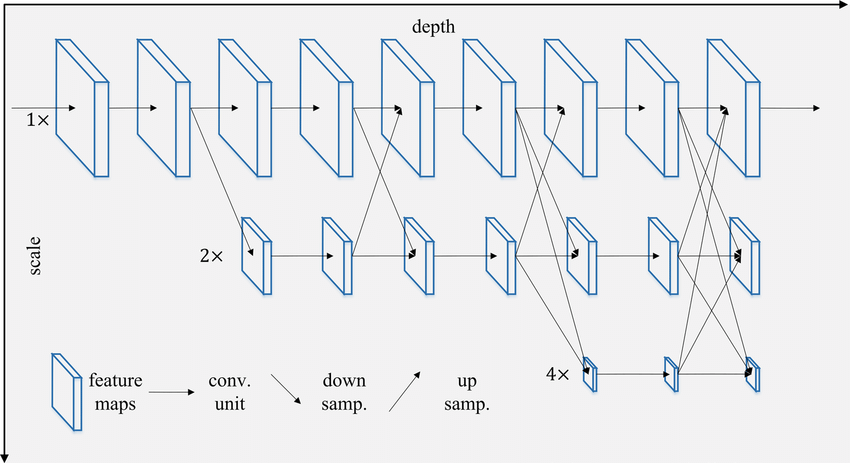 depth
1×
scale
2×
4×
feature
maps
conv.
unit
down
samp.
up
samp.